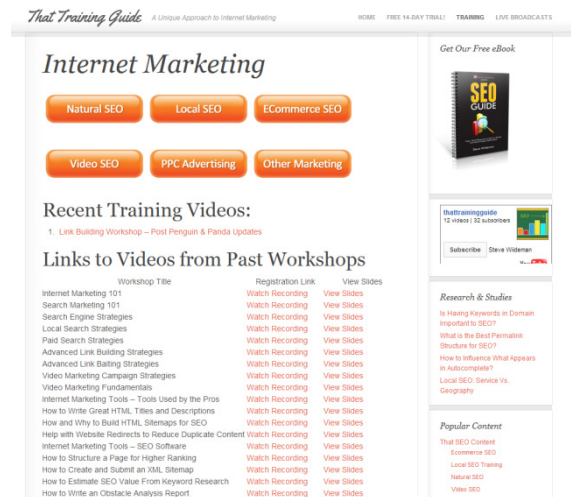 That Training Guide A Unique Approach to Internet Marketing HOME FREE 14-DAY TRIAL! TRAINING LIVE BROADCASTS
Internet Marketing
Natural SEO Local SEO ECommerce SEO
Video SEO PPC Advertising Other Marketing
Recent Training Videos:
1. Link Building Workshop – Post Penguin & Panda Updates
Links to Videos from Past Workshops
Workshop Title Registration Link View Slides
Internet Marketing 101 Watch Recording View Slides
Search Marketing 101 Watch Recording View Slides
Search Engine Strategies Watch Recording View Slides
Local Search Strategies Watch Recording View Slides
Paid Search Strategies Watch Recording View Slides
Advanced Link Building Strategies Watch Recording View Slides
Advanced Link Baiting Strategies Watch Recording View Slides
Video Marketing Campaign Strategies Watch Recording View Slides
Video Marketing Fundamentals Watch Recording View Slides
Internet Marketing Tools – Tools Used by the Pros Watch Recording View Slides
How to Write Great HTML Titles and Descriptions Watch Recording View Slides
How and Why to Build HTML Sitemaps for SEO Watch Recording View Slides
Help with Website Redirects to Reduce Duplicate Content Watch Recording View Slides
Internet Marketing Tools – SEO Software Watch Recording View Slides
How to Structure a Page for Higher Ranking Watch Recording View Slides
How to Create and Submit an XML Sitemap Watch Recording View Slides
How to Estimate SEO Value From Keyword Research Watch Recording View Slides
How to Write an Obstacle Analysis Report Watch Recording View Slides
Get Our Free eBook
SEO
GUIDE
Steve Wideman
thattrainingguide
12 videos | 32 subscribers
Subscribe Steve Wideman
You
Research & Studies
Is Having Keywords in Domain
Important to SEO?
What is the Best Permalink
Structure for SEO?
How to Influence What Appears
in Autocomplete?
Local SEO: Service Vs.
Geography
Popular Content
That SEO Content
Ecommerce SEO
Local SEO Training
Natural SEO
Video SEO